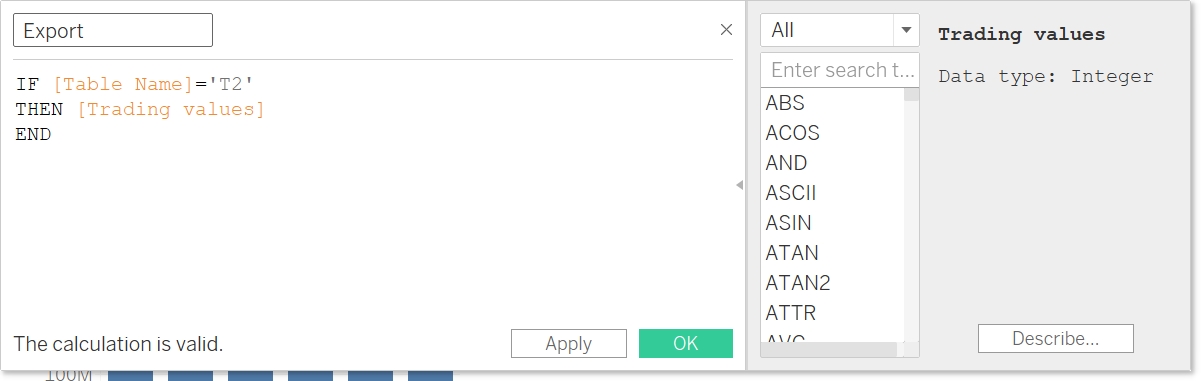 Export
IF [Table Name]='T2'
THEN [Trading values]
END
The calculation is valid.
Apply
OK
All
Enter search t...
ABS
ACOS
AND
ASCII
ASIN
ATAN
ATAN2
ATTR
AVG
Trading values
Data type: Integer
Describe...
100M